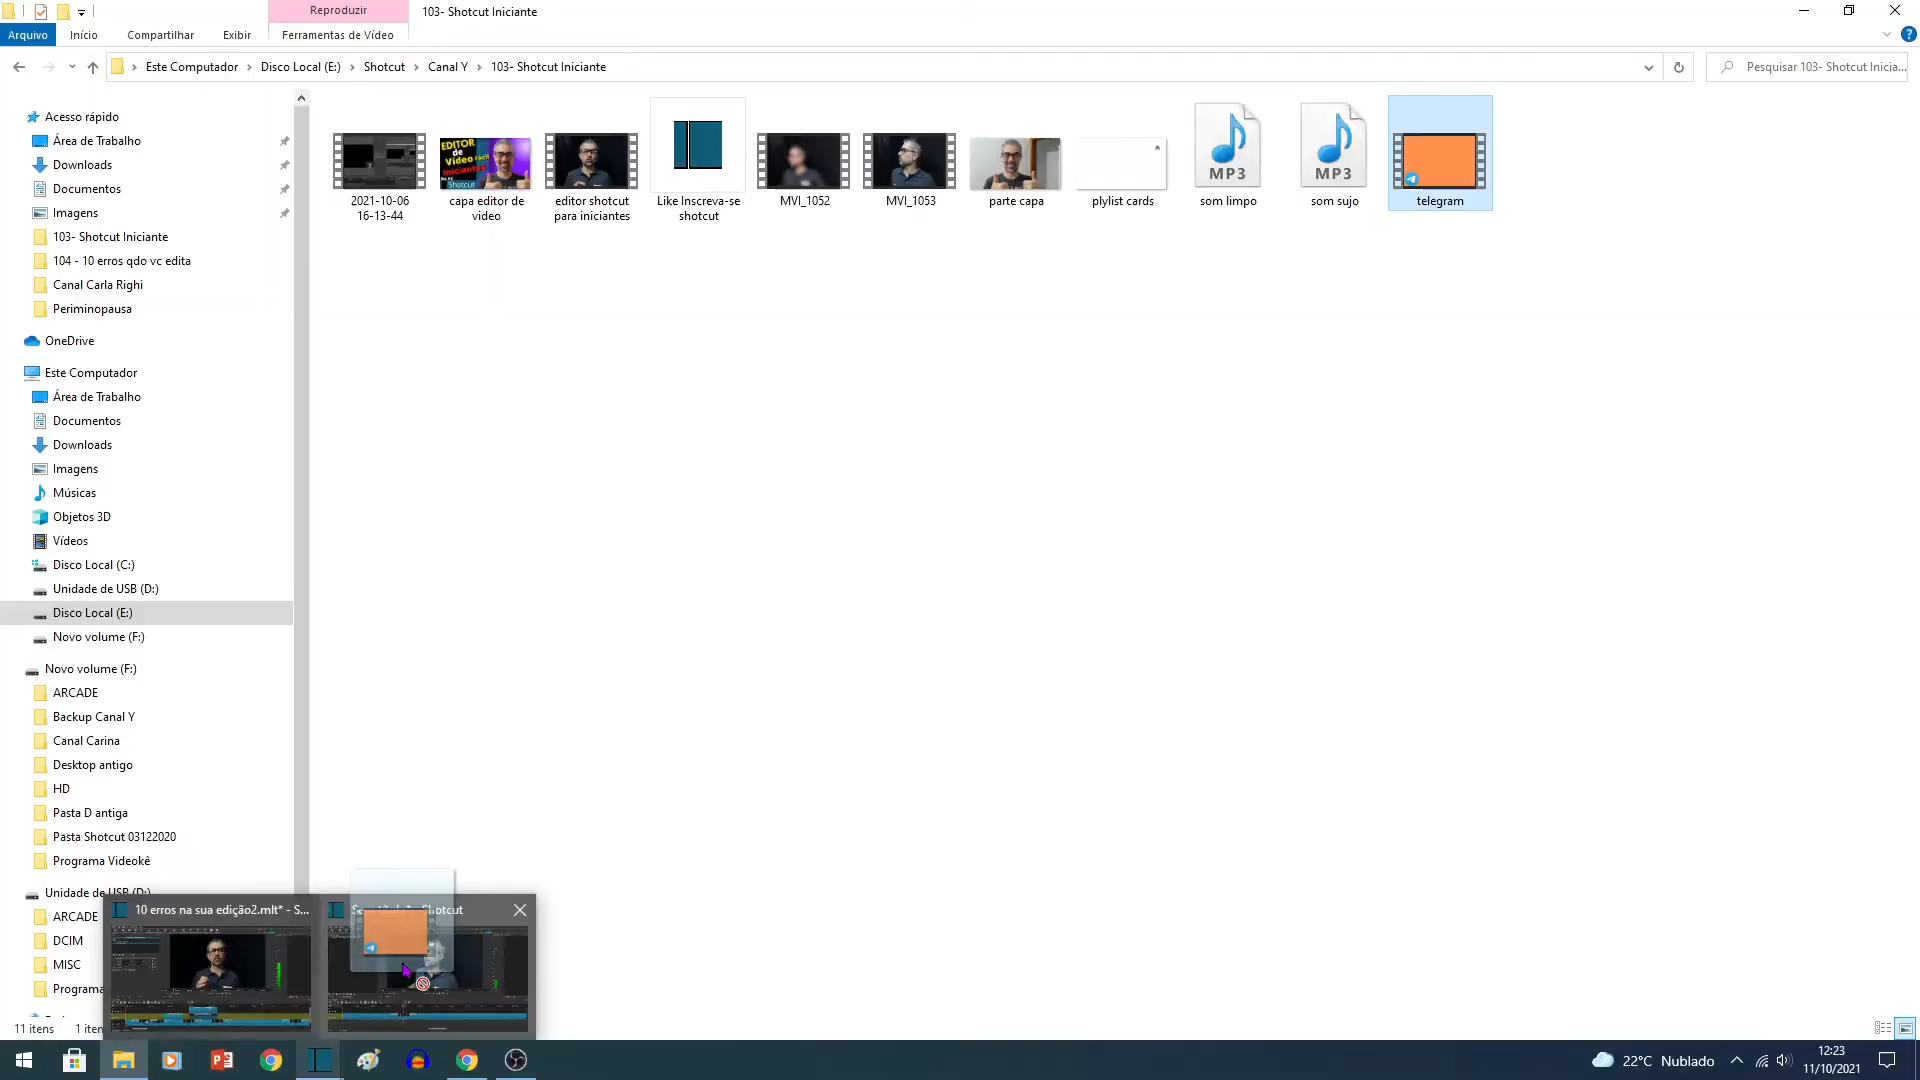 Reproduzir
103- Shotcut Iniciante
Arquivo
Início
Compartilhar
Exibir
Ferramentas de Vídeo
Este Computador
Disco Local (E:)
Shotcut
Canal Y
103- Shotcut Iniciante
Pesquisar 103- Shotcut Inicia...
Acesso rápido
Área de Trabalho
Downloads
Documentos
Imagens
103- Shotcut Iniciante
104 - 10 erros qdo vc edita
Canal Carla Righi
Periminopausa
OneDrive
Este Computador
Área de Trabalho
Documentos
Downloads
Imagens
Músicas
Objetos 3D
Vídeos
Disco Local (C:)
Unidade de USB (D:)
Disco Local (E:)
Novo volume (F:)
Novo volume (F:)
ARCADE
Backup Canal Y
Canal Carina
Desktop antigo
HD
Pasta D antiga
Pasta Shotcut 03122020
Programa Videokê
Unidade de USB (D:)
ARCADE
DCIM
MISC
Programa
EDITOR
de
Vídeo Fácil
Iniciantes
Shotcut
MP3
MP3
2021-10-06
16-13-44
capa editor de
video
editor shotcut
para iniciantes
Like Inscreva-se
shotcut
MVI_1052
MVI_1053
parte capa
plylist cards
som limpo
som sujo
telegram
10 erros na sua edição2.mlt* - S...
Shotcut
11 itens
1 iten
22°C Nublado
12:23
11/10/2021